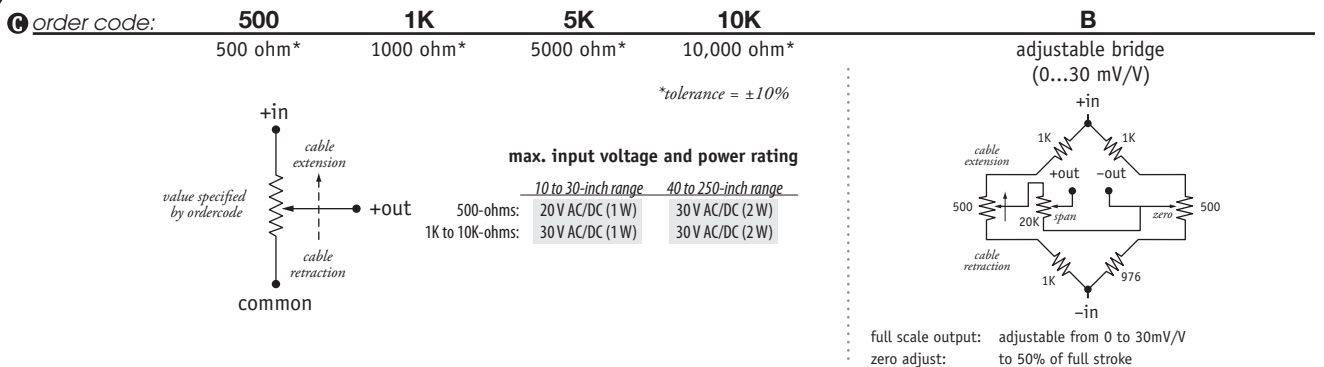 C order code: 500 1K 5K 10K B
500 ohm* 1000 ohm* 5000 ohm* 10,000 ohm*
*tolerance = ±10%
+in
cable
extension
value specified
by ordercode
+out
cable
retraction
common
max. input voltage and power rating
10 to 30-inch range 40 to 250-inch range
500-ohms: 20 V AC/DC (1 W) 30 V AC/DC (2 W)
1K to 10K-ohms: 30 V AC/DC (1 W) 30 V AC/DC (2 W)
adjustable bridge
(0...30 mV/V)
+in
1K 1K
cable
extension
+out –out
500 20K span zero 500
cable
retraction
1K 976
–in
full scale output: adjustable from 0 to 30mV/V
zero adjust: to 50% of full stroke